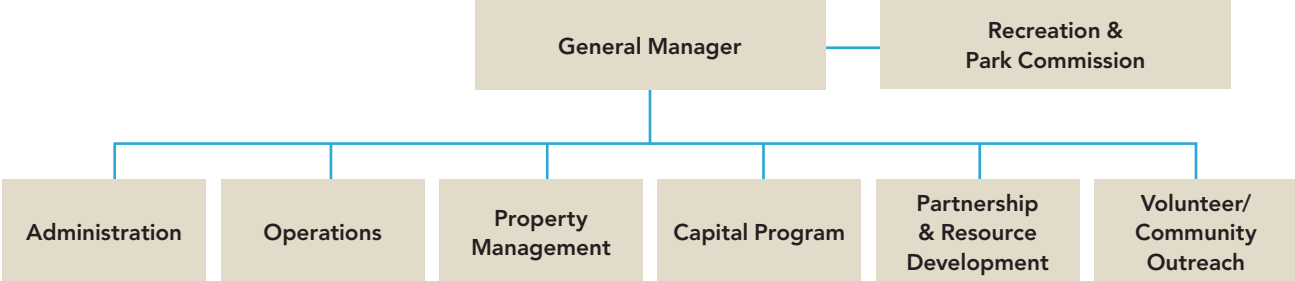 General Manager
Recreation &
Park Commission
Administration
Operations
Property
Management
Capital Program
Partnership
& Resource
Development
Volunteer/
Community
Outreach